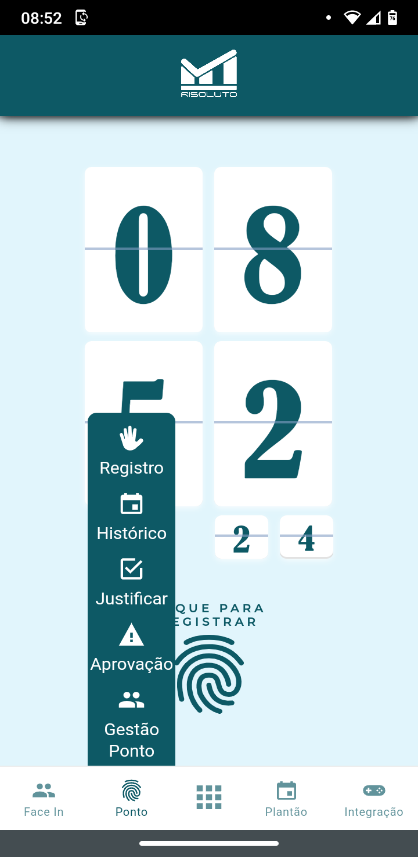 08:52
RISOLUTO
0 8
5 2
2 4
Registro
Histórico
Justificar
Aprovação
Gestão
Ponto
QUE PARA
EGISTRAR
Face In
Ponto
Plantão
Integração